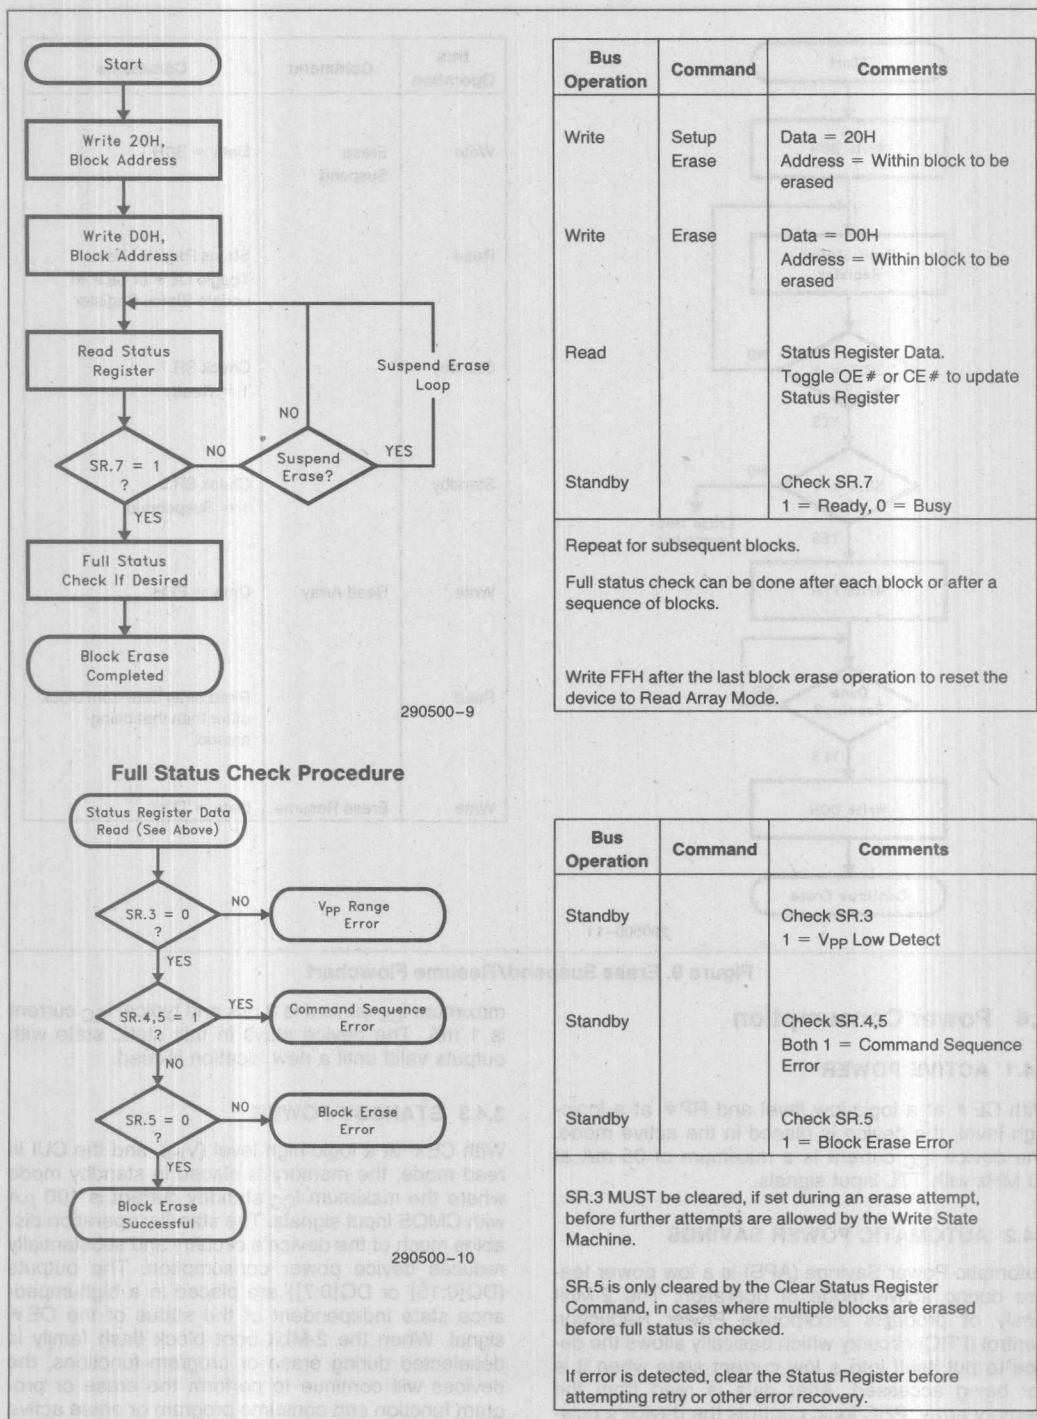 Start
Write 20H,
Block Address
Write D0H,
Block Address
Read Status
Register
Suspend Erase
Loop
NO
SR.7 = 1
?
NO
Suspend
Erase?
YES
YES
Full Status
Check If Desired
Block Erase
Completed
290500-9
Bus
Operation
Command
Comments
Write
Setup
Erase
Data = 20H
Address = Within block to be
erased
Write
Erase
Data = D0H
Address = Within block to be
erased
Read
Status Register Data.
Toggle OE# or CE# to update
Status Register
Standby
Check SR.7
1 = Ready, 0 = Busy
Repeat for subsequent blocks.
Full status check can be done after each block or after a
sequence of blocks.
Write FFH after the last block erase operation to reset the
device to Read Array Mode.
Full Status Check Procedure
Status Register Data
Read (See Above)
SR.3 = 0
?
NO
VPP Range
Error
YES
SR.4,5 = 1
?
YES
Command Sequence
Error
NO
SR.5 = 0
?
NO
Block Erase
Error
YES
Block Erase
Successful
290500-10
Bus
Operation
Command
Comments
Standby
Check SR.3
1 = VPP Low Detect
Standby
Check SR.4,5
Both 1 = Command Sequence
Error
Standby
Check SR.5
1 = Block Erase Error
SR.3 MUST be cleared, if set during an erase attempt,
before further attempts are allowed by the Write State
Machine.
SR.5 is only cleared by the Clear Status Register
Command, in cases where multiple blocks are erased
before full status is checked.
If error is detected, clear the Status Register before
attempting retry or other error recovery.